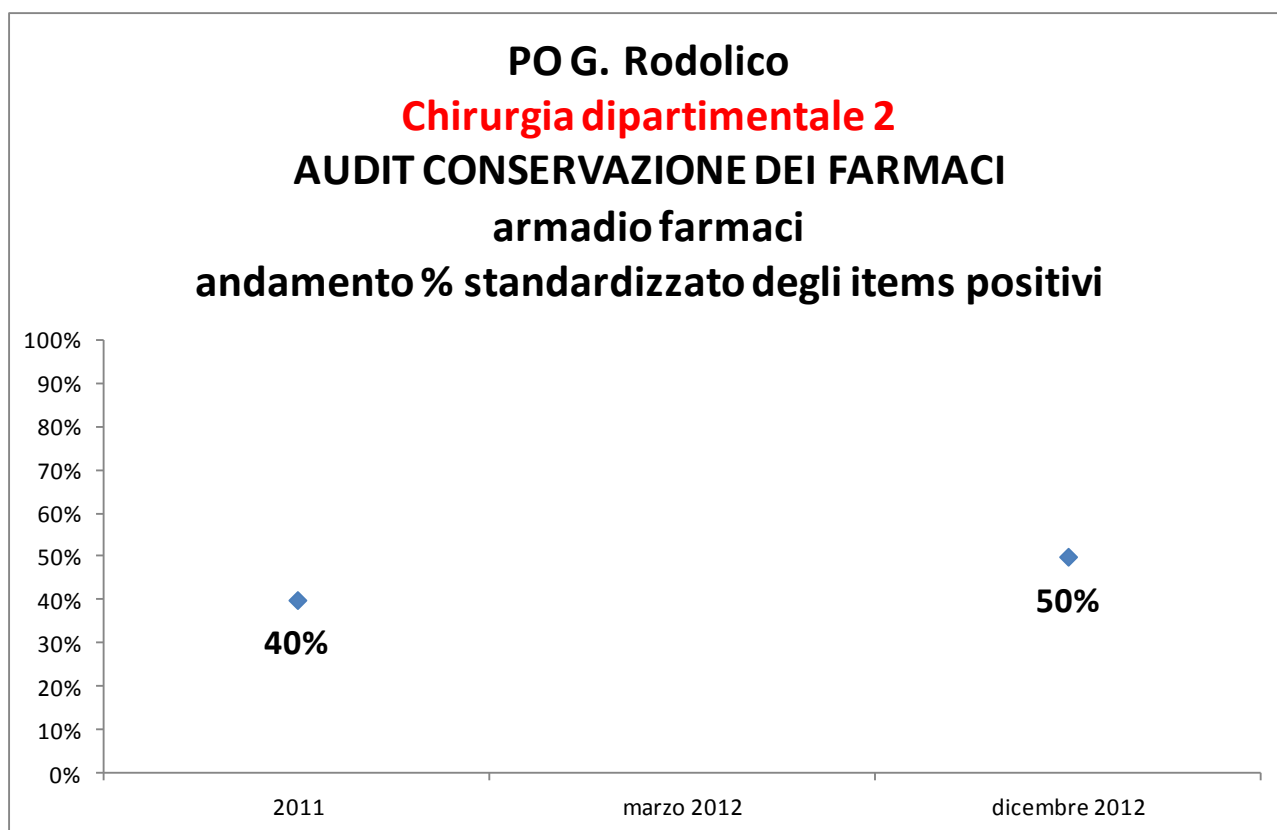 PO G. Rodolico
Chirurgia dipartimentale 2
AUDIT CONSERVAZIONE DEI FARMACI
armadio farmaci
andamento % standardizzato degli items positivi
100%
90%
80%
70%
60%
50%
40%
30%
20%
10%
0%
40%
50%
2011
marzo 2012
dicembre 2012